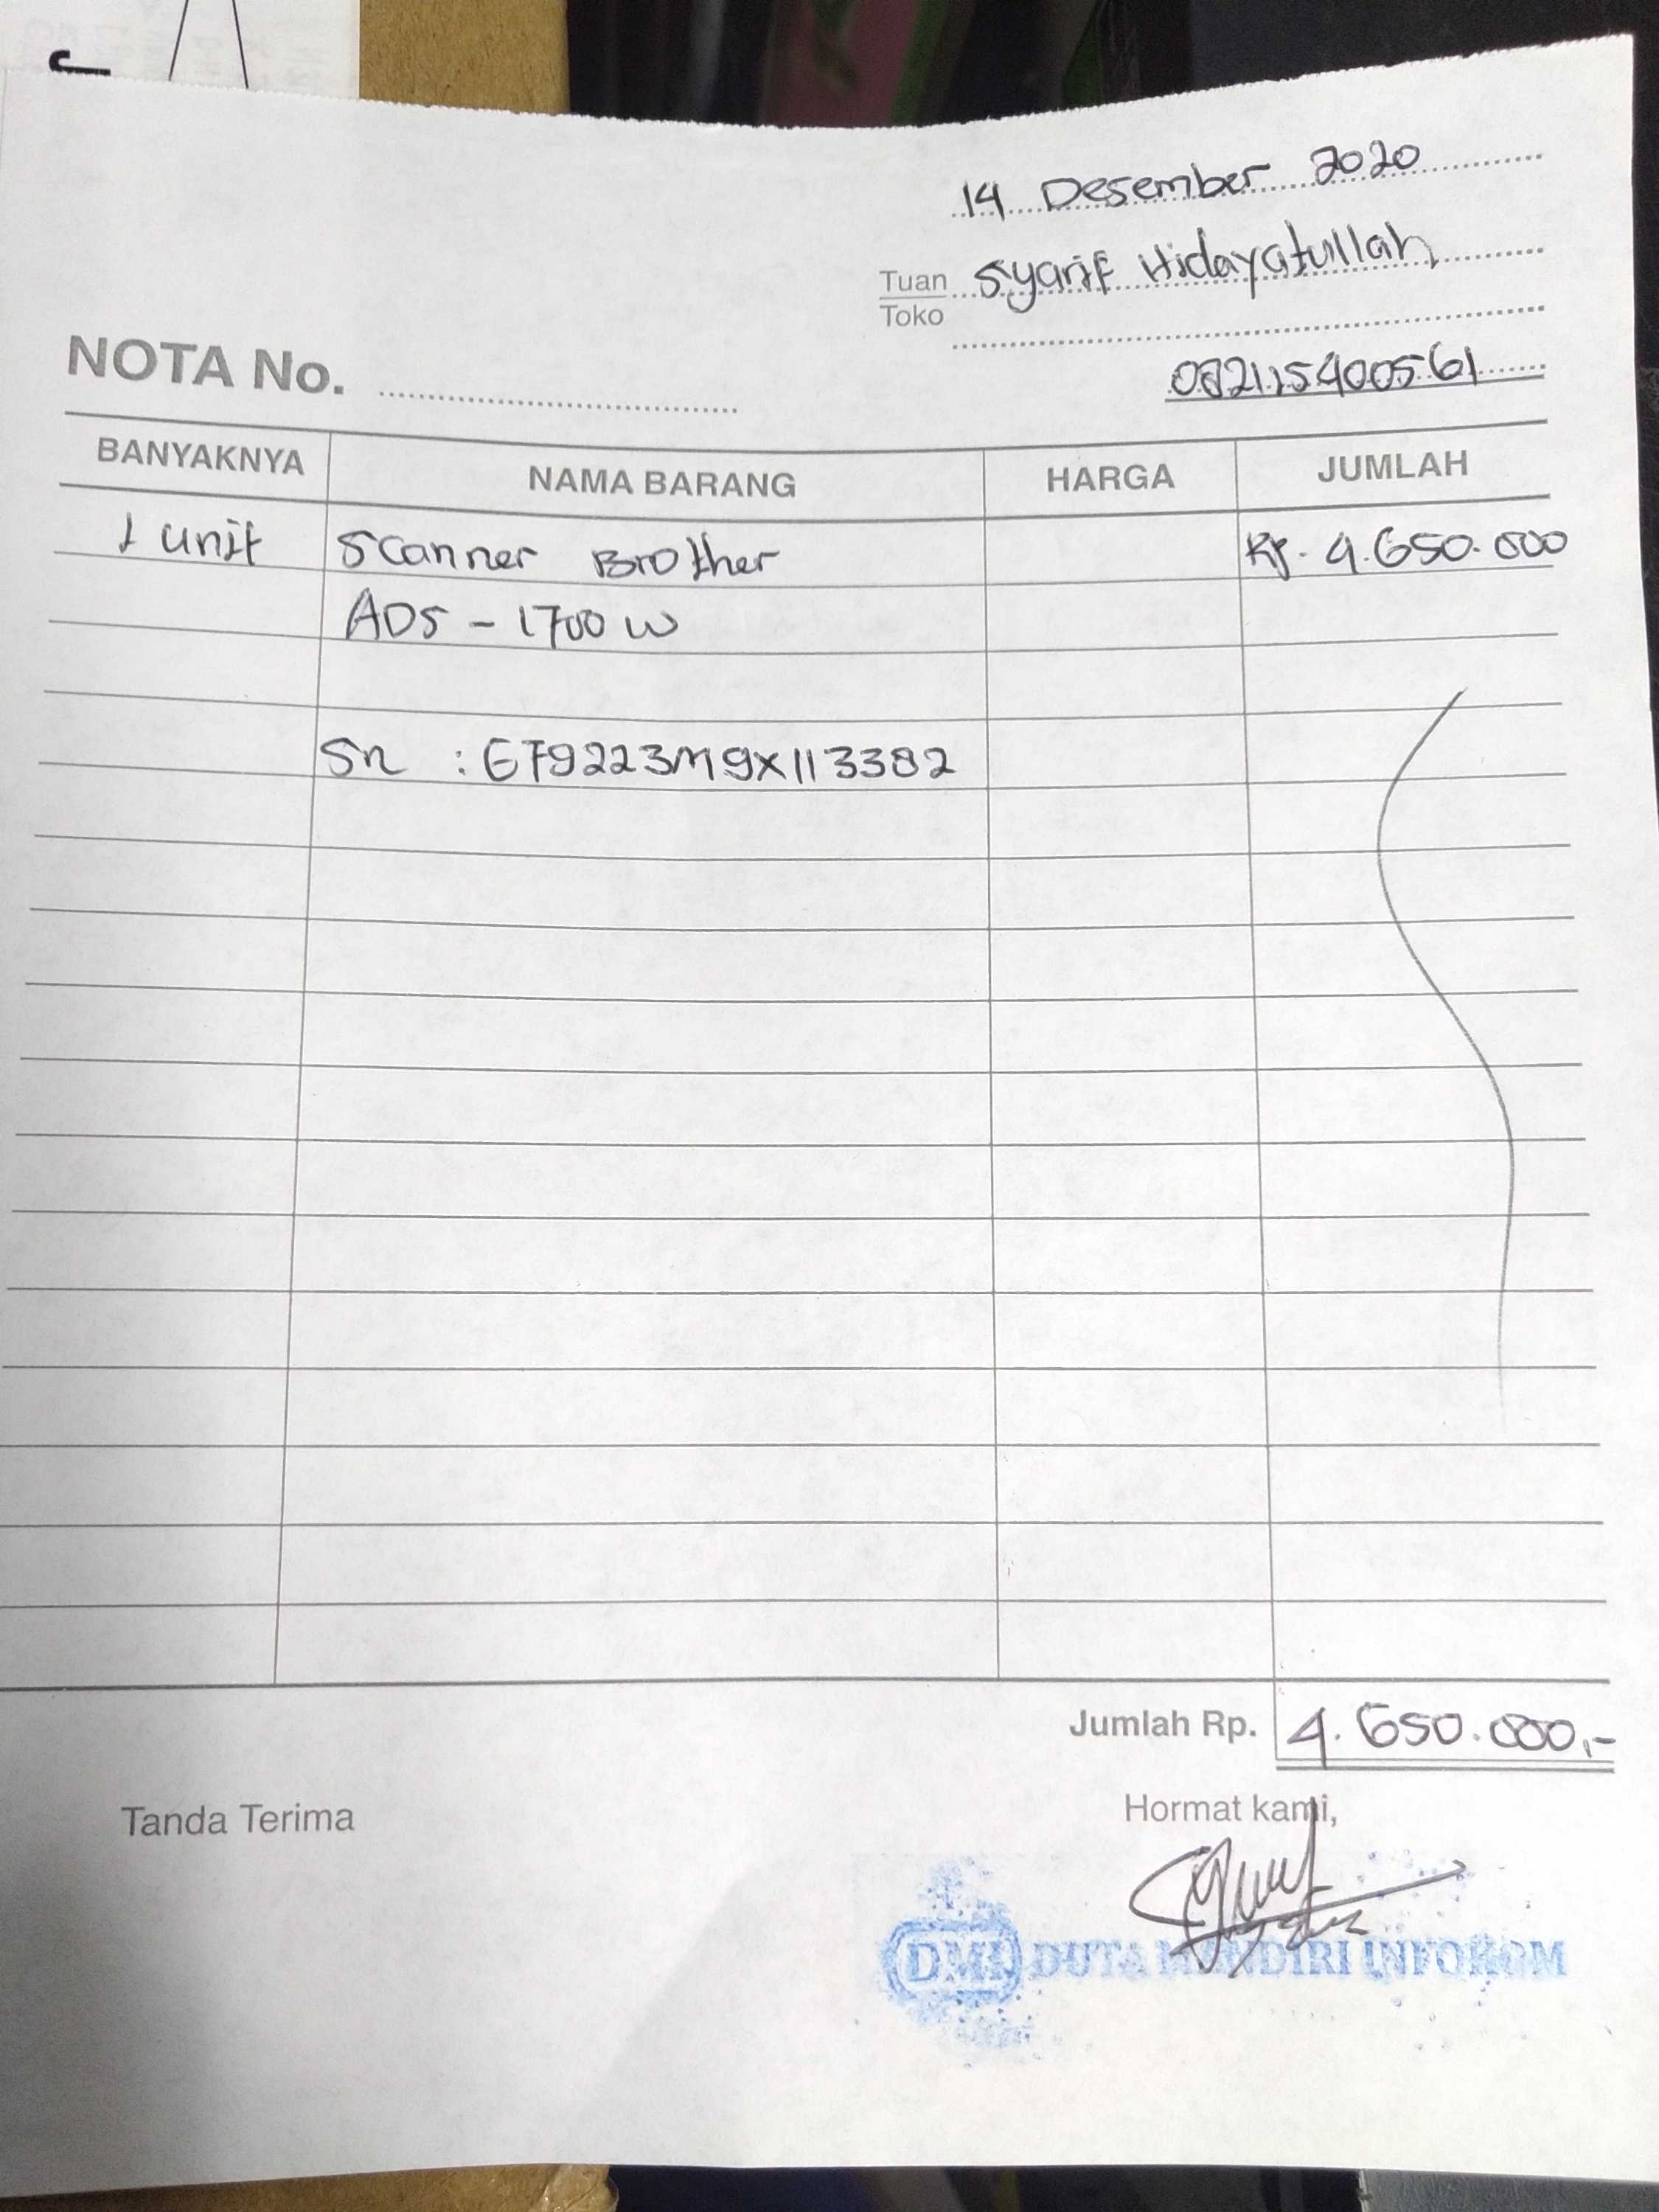 14 Desember 2020
Tuan Syarif Hidayatullah
Toko
082115400561
NOTA No.
BANYAKNYA NAMA BARANG HARGA JUMLAH
1 unit Scanner Brother Rp. 4.650.000
ADS - 1700 W
Sn : E79223M9X113382
Jumlah Rp. 4.650.000,-
Tanda Terima Hormat kami,
DMI DUTA MANDIRI INFOKOM